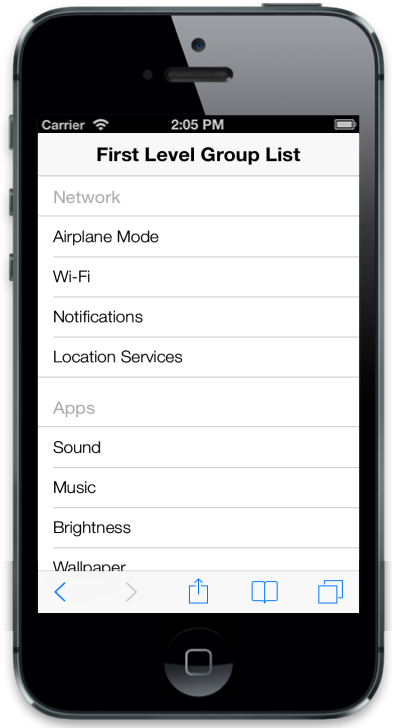 Carrier 2:05 PM
First Level Group List
Network
Airplane Mode
Wi-Fi
Notifications
Location Services
Apps
Sound
Music
Brightness
Wallpaper